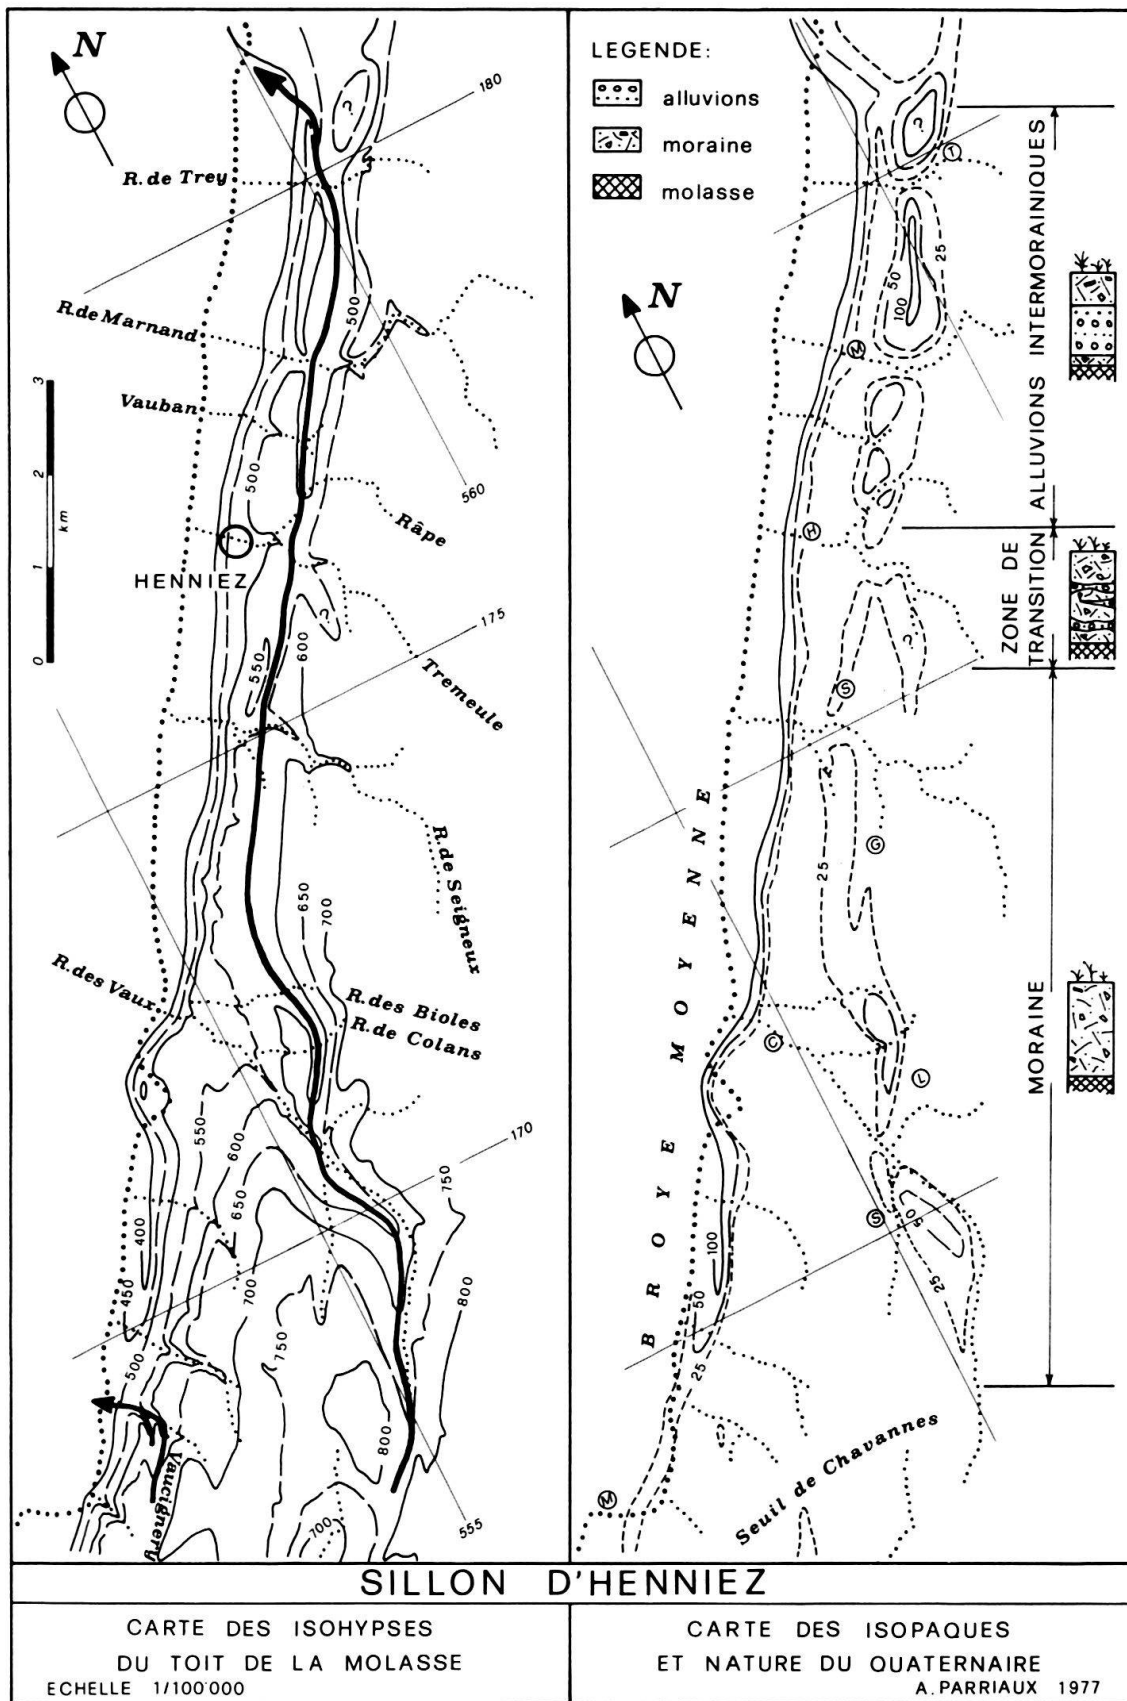 N
180
?
R. de Trey
R. de Marnand
500
Vauban
3
2
1
0
km
500
560
Râpe
HENNIEZ
?
175
600
550
Tremeule
R. de Seigneux
650
700
R. des Vaux
R. des Bioles
R. de Colans
550
600
650
170
750
400
450
700
800
750
500
800
Vaucignery
700
555
LEGENDE:
alluvions
moraine
molasse
N
?
T
25
50
100
M
H
?
S
25
G
C
L
S
50
25
100
50
25
M
BROYE MOYENNE
Seuil de Chavannes
ALLUVIONS INTERMORAINIQUES
ZONE DE
TRANSITION
MORAINE
SILLON D'HENNIEZ
CARTE DES ISOHYPSES
DU TOIT DE LA MOLASSE
ECHELLE 1/100'000
CARTE DES ISOPAQUES
ET NATURE DU QUATERNAIRE
A. PARRIAUX 1977